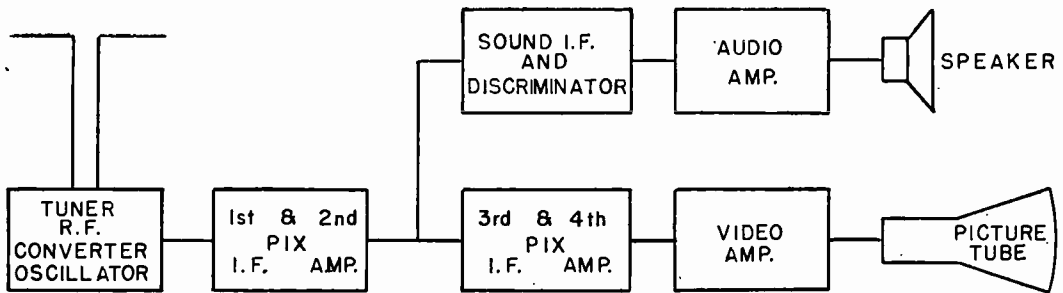 SOUND I.F.
AND
DISCRIMINATOR
AUDIO
AMP.
SPEAKER
TUNER
R.F.
CONVERTER
OSCILLATOR
1st & 2nd
PIX
I.F. AMP.
3rd & 4th
PIX
I.F. AMP.
VIDEO
AMP.
PICTURE
TUBE